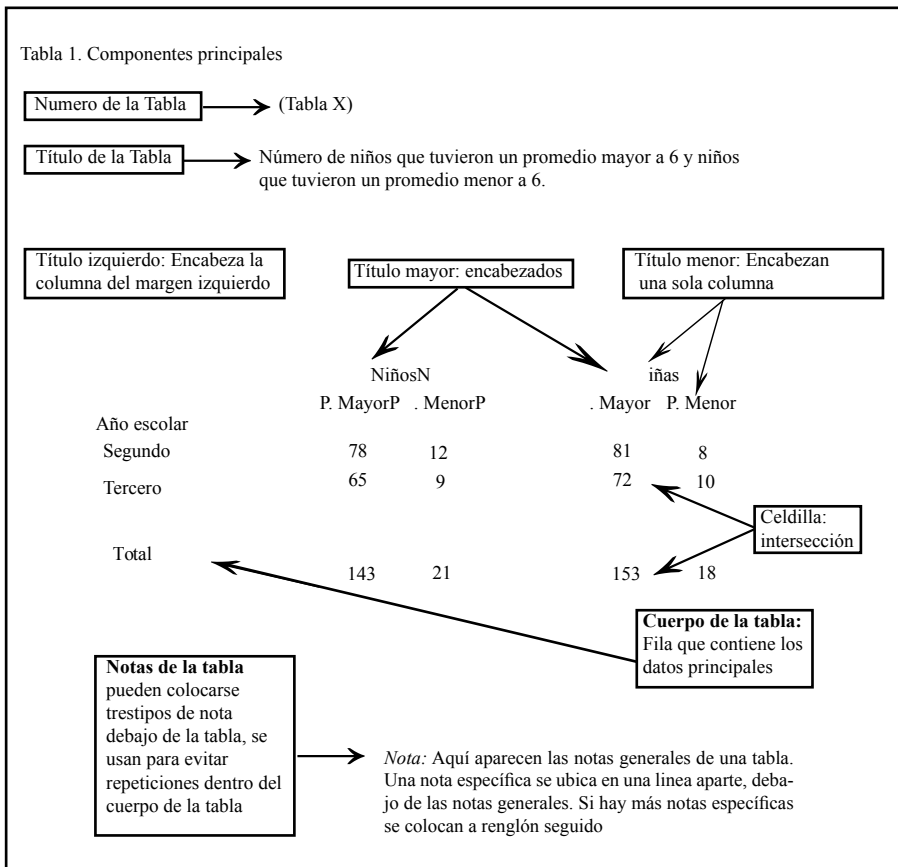 Tabla 1. Componentes principales
Numero de la Tabla
(Tabla X)
Título de la Tabla
Número de niños que tuvieron un promedio mayor a 6 y niños
que tuvieron un promedio menor a 6.
Título izquierdo: Encabeza la
columna del margen izquierdo
Título mayor: encabezados
Título menor: Encabezan
una sola columna
NiñosN iñas
P. MayorP . MenorP . Mayor P. Menor
Año escolar
Segundo 78 12 81 8
Tercero 65 9 72 10
Celdilla:
intersección
Total
143 21 153 18
Cuerpo de la tabla:
Fila que contiene los
datos principales
Notas de la tabla
pueden colocarse
trestipos de nota
debajo de la tabla, se
usan para evitar
repeticiones dentro del
cuerpo de la tabla
Nota: Aquí aparecen las notas generales de una tabla.
Una nota específica se ubica en una linea aparte, deba-
jo de las notas generales. Si hay más notas específicas
se colocan a renglón seguido